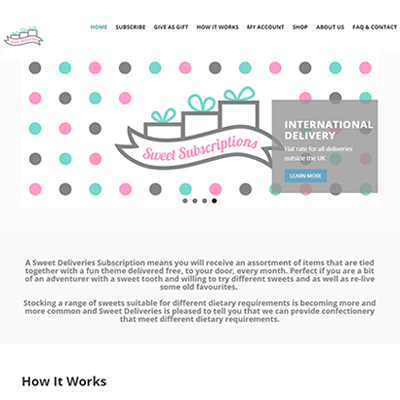 HOME SUBSCRIBE GIVE AS GIFT HOW IT WORKS MY ACCOUNT SHOP ABOUT US FAQ & CONTACT
Sweet Subscriptions
INTERNATIONAL
DELIVERY
Flat rate for all deliveries
outside the UK
LEARN MORE
A Sweet Deliveries Subscription means you will receive an assortment of items that are tied
together with a fun theme delivered free, to your door, every month. Perfect if you are a bit
of an adventurer with a sweet tooth and willing to try different sweets and as well as re-live
some old favourites.
Stocking a range of sweets suitable for different dietary requirements is becoming more and
more common and Sweet Deliveries is pleased to tell you that we can provide confectionery
that meet different dietary requirements.
How It Works